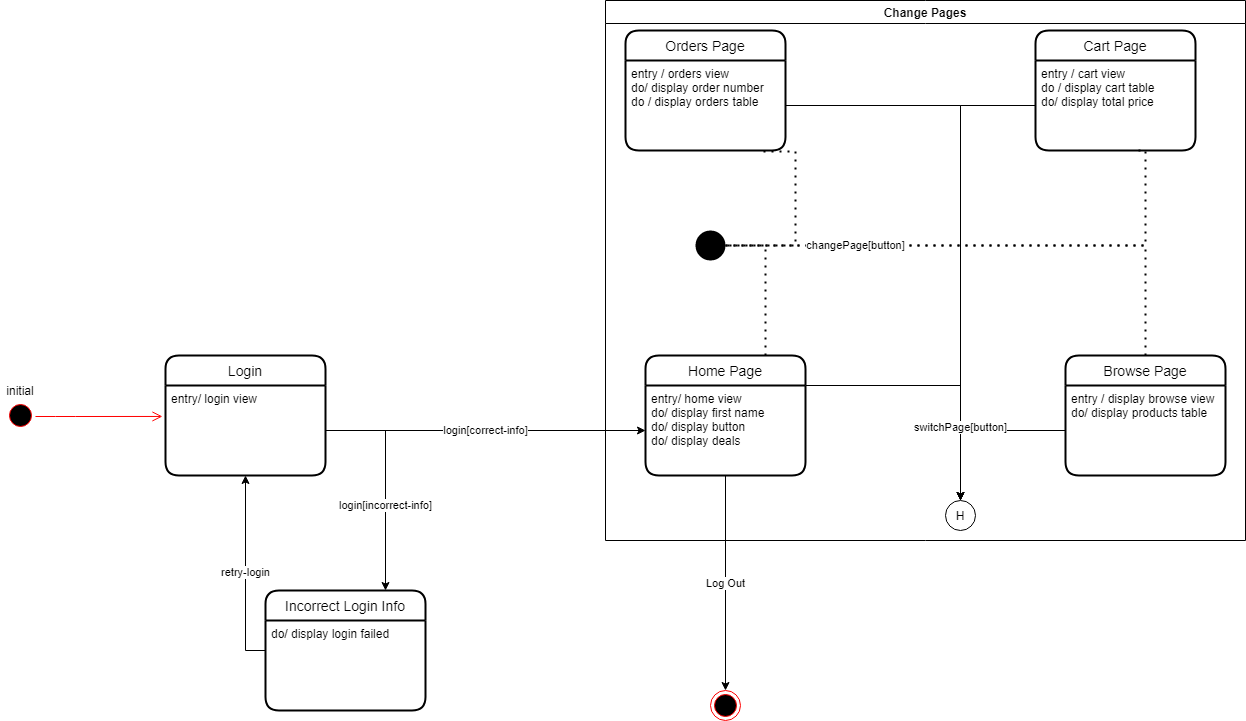 Change Pages
Orders Page
entry / orders view
do/ display order number
do / display orders table
Cart Page
entry / cart view
do / display cart table
do/ display total price
changePage[button]
initial
Login
entry/ login view
login[correct-info]
login[incorrect-info]
retry-login
Incorrect Login Info
do/ display login failed
Home Page
entry/ home view
do/ display first name
do/ display button
do/ display deals
Browse Page
entry / display browse view
do/ display products table
switchPage[button]
H
Log Out